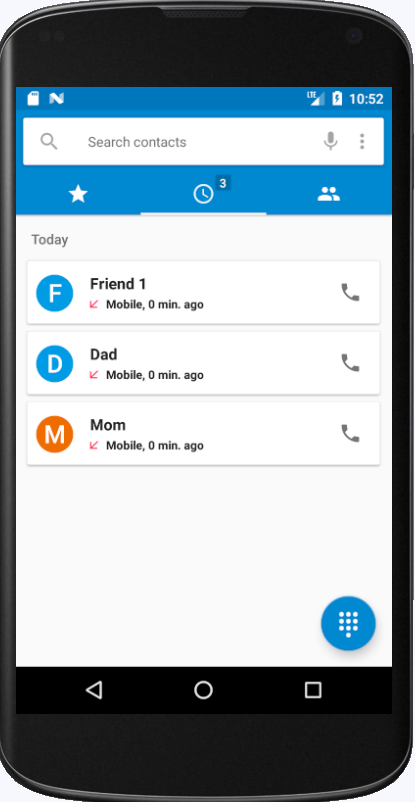 LTE 10:52
Search contacts
3
Today
F Friend 1
Mobile, 0 min. ago
D Dad
Mobile, 0 min. ago
M Mom
Mobile, 0 min. ago